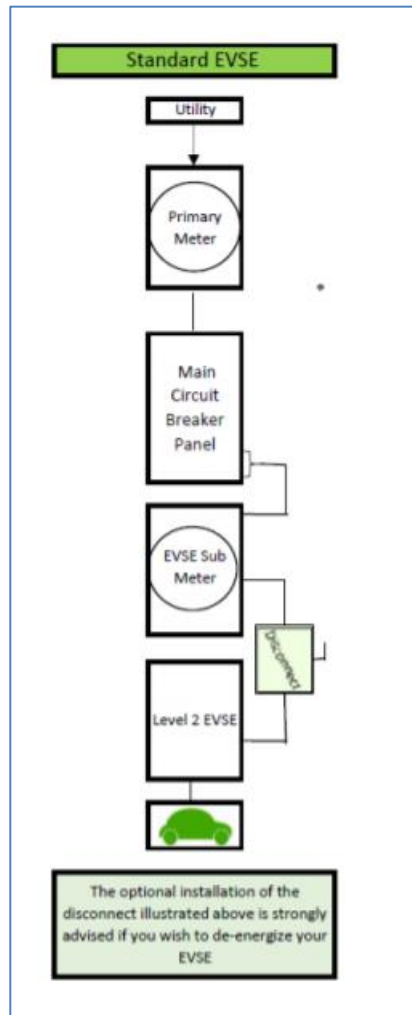 Standard EVSE
Utility
Primary
Meter
Main
Circuit
Breaker
Panel
EVSE Sub
Meter
Disconnect
Level 2 EVSE
The optional installation of the
disconnect illustrated above is strongly
advised if you wish to de-energize your
EVSE